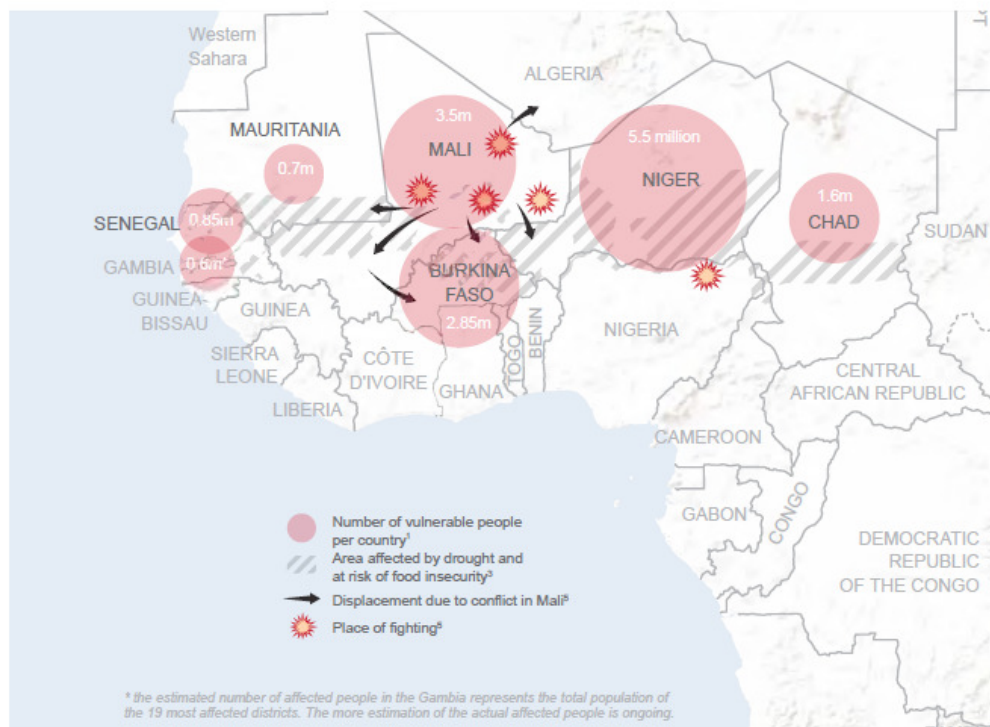 Western
Sahara
ALGERIA
PT
3.5m
MALI
MAURITANIA
0.7m
5.5 million
NIGER
1.6m
CHAD
SENEGAL
0.85m
GAMBIA
0.6m
SUDAN
BURKINA
FASO
2.85m
GUINEA-
BISSAU
GUINEA
NIGERIA
BENIN
TOGO
SIERRA
LEONE
CÔTE
D'IVOIRE
GHANA
LIBERIA
CENTRAL
AFRICAN REPUBLIC
CAMEROON
GABON
CONGO
DEMOCRATIC
REPUBLIC
OF THE CONGO
Number of vulnerable people
per country¹
Area affected by drought and
at risk of food insecurity³
Displacement due to conflict in Mali⁵
Place of fighting⁵
* the estimated number of affected people in the Gambia represents the total population of
the 19 most affected districts. The more estimation of the actual affected people is ongoing.